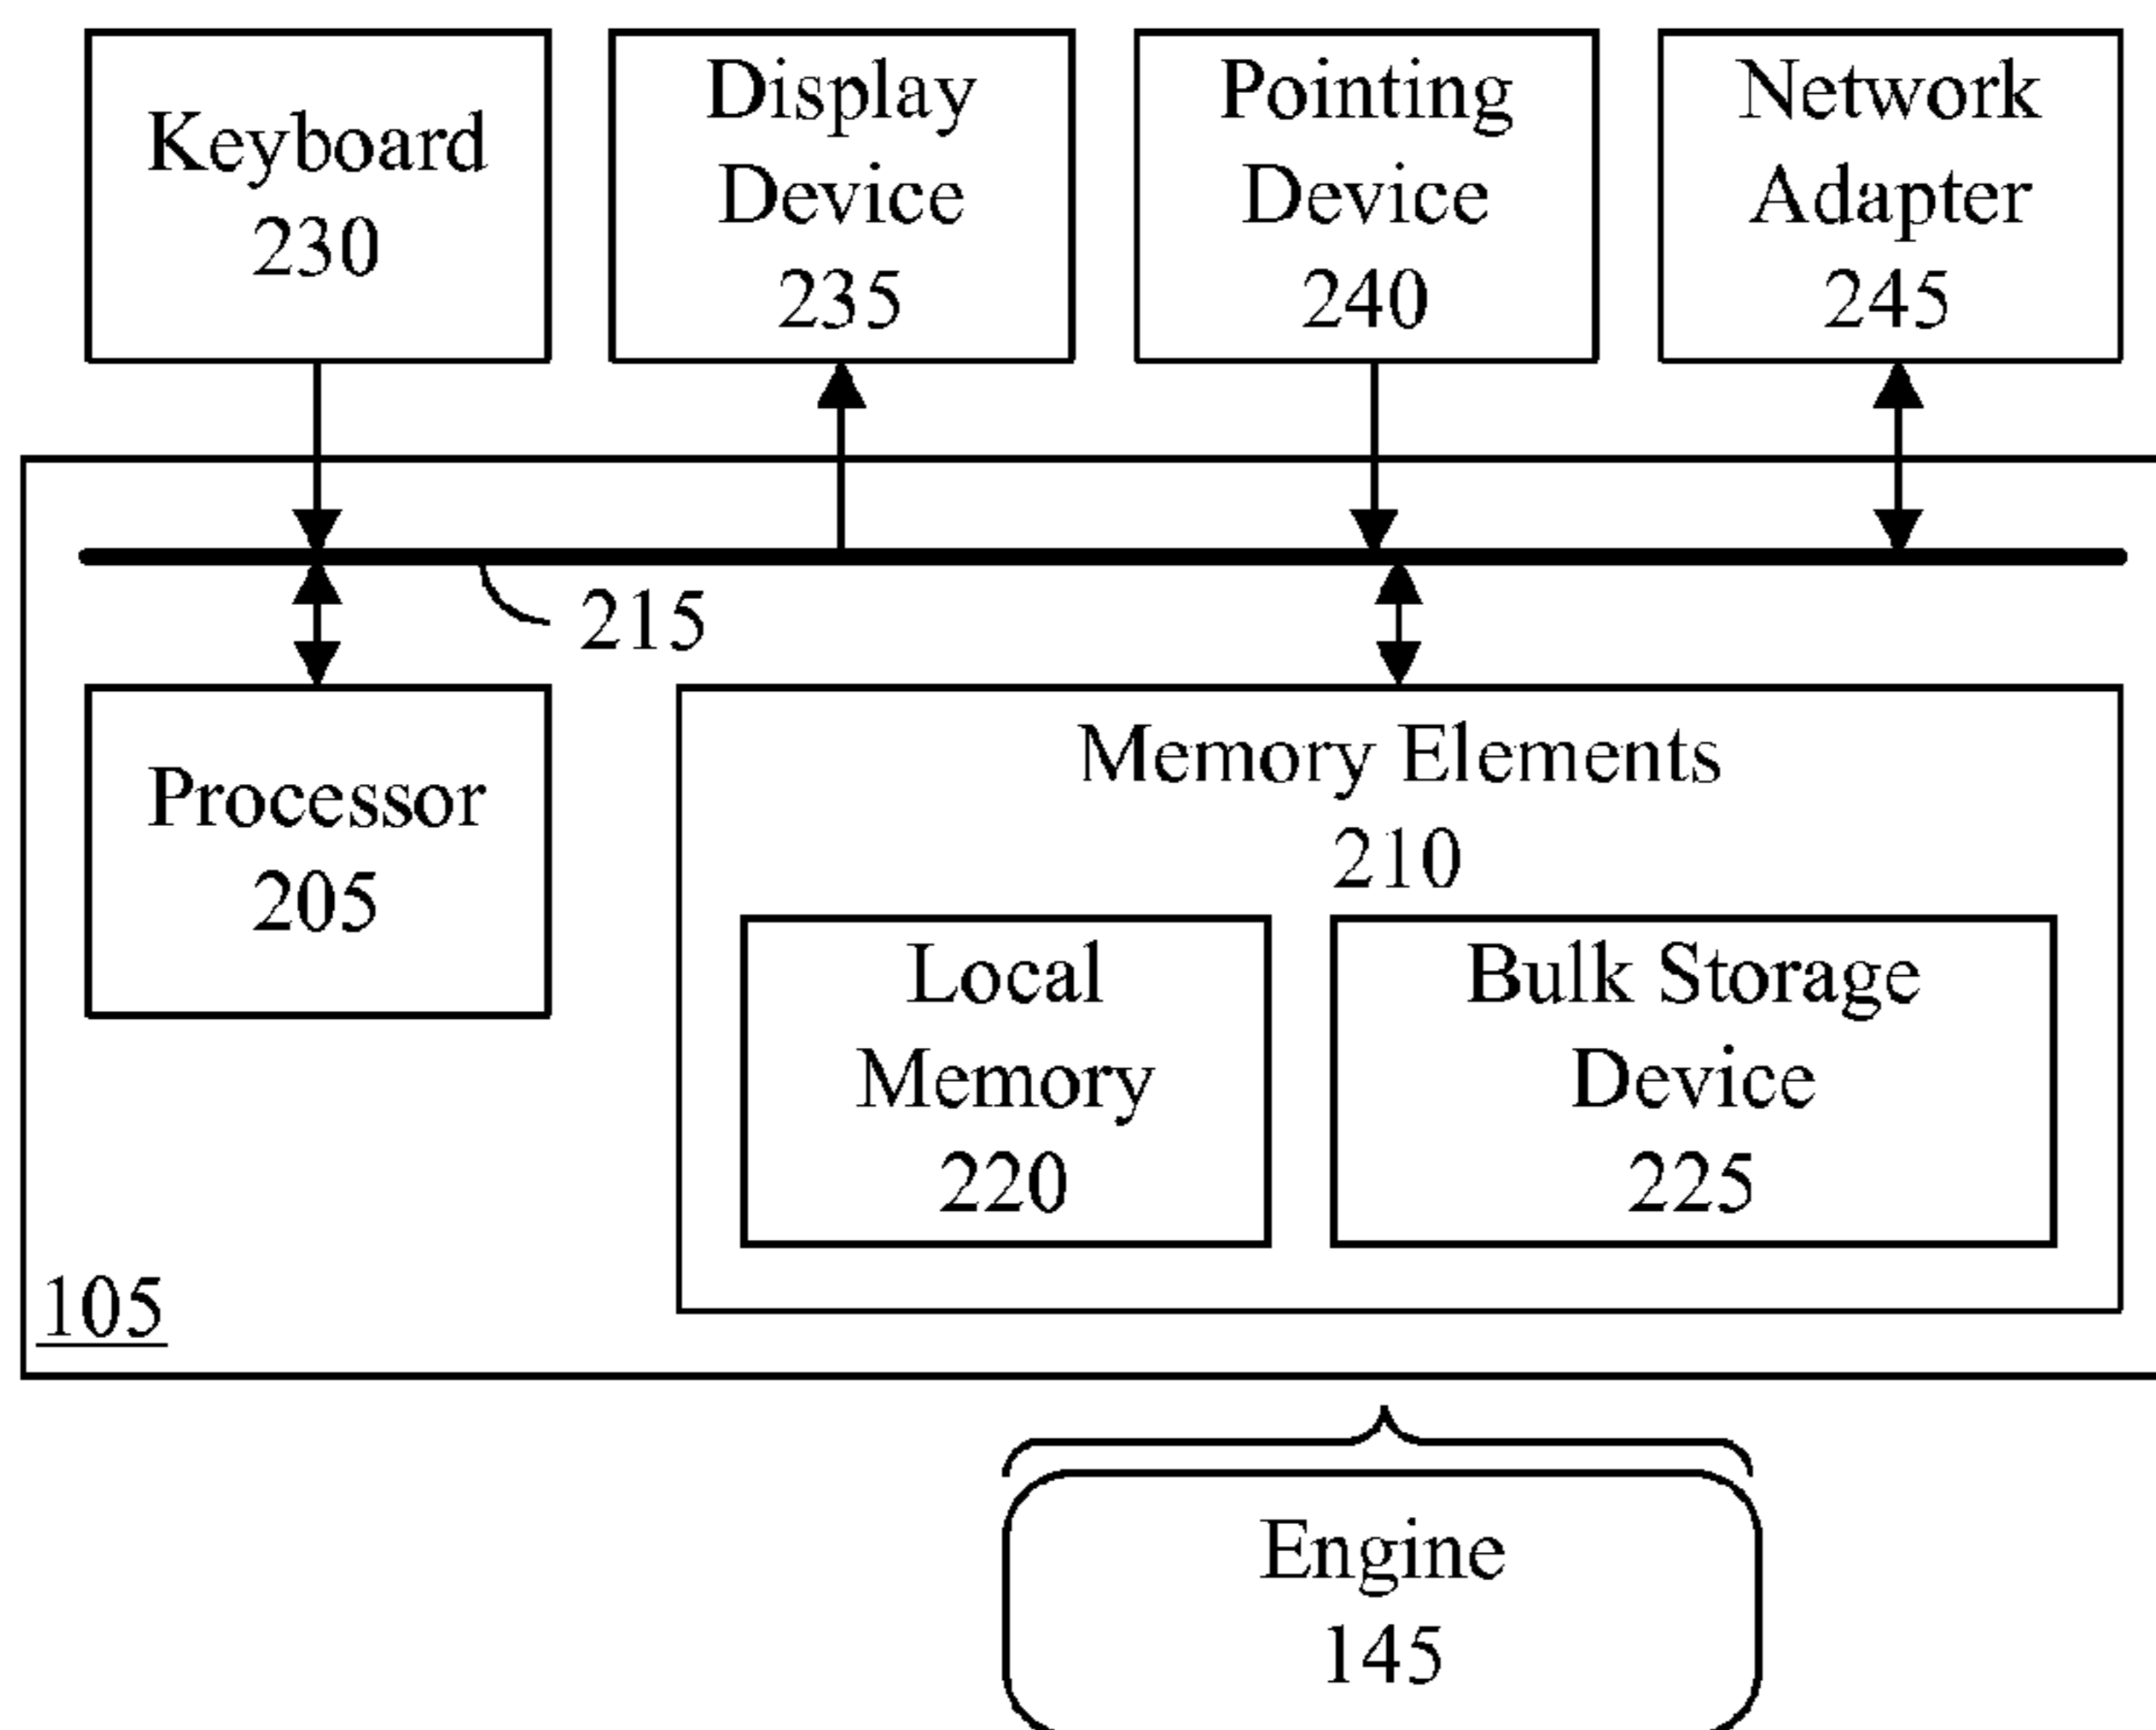 Keyboard
230
Display
Device
235
Pointing
Device
240
Network
Adapter
245
215
Processor
205
Memory Elements
210
Local
Memory
220
Bulk Storage
Device
225
105
Engine
145